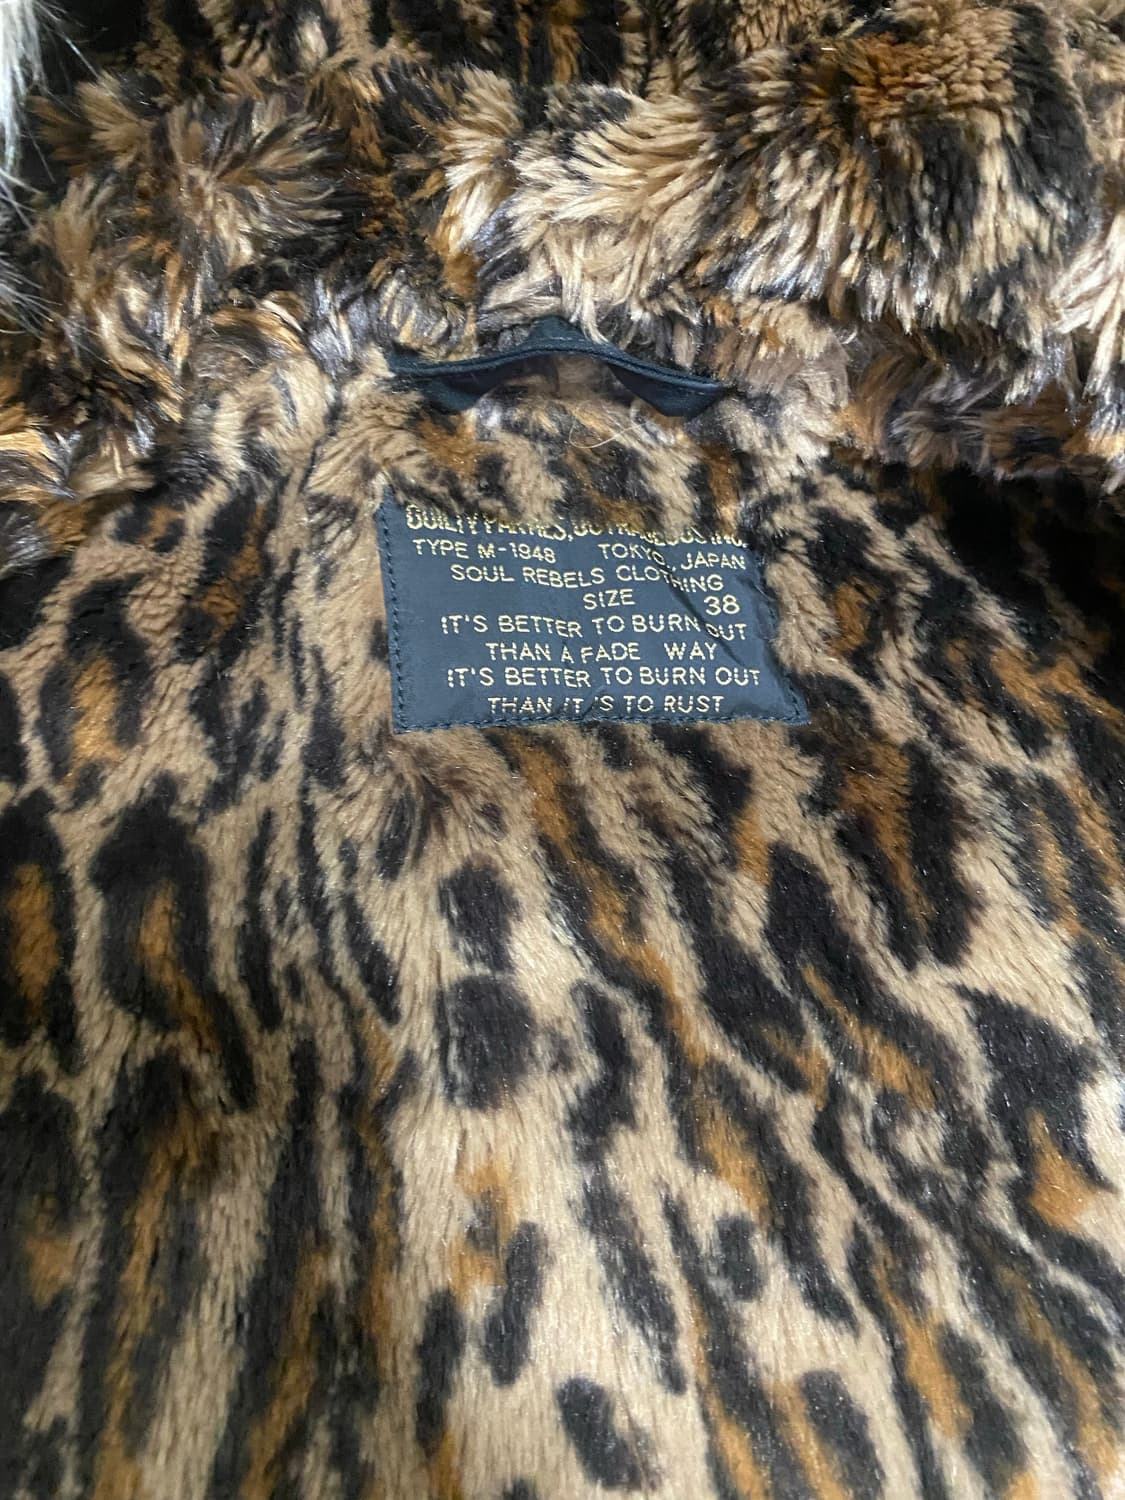 GUILTY PARTIES, OUTRAGEOUS INC.
TYPE M-1948 TOKYO, JAPAN
SOUL REBELS CLOTHING
SIZE 38
IT'S BETTER TO BURN OUT
THAN A FADE WAY
IT'S BETTER TO BURN OUT
THAN IT IS TO RUST